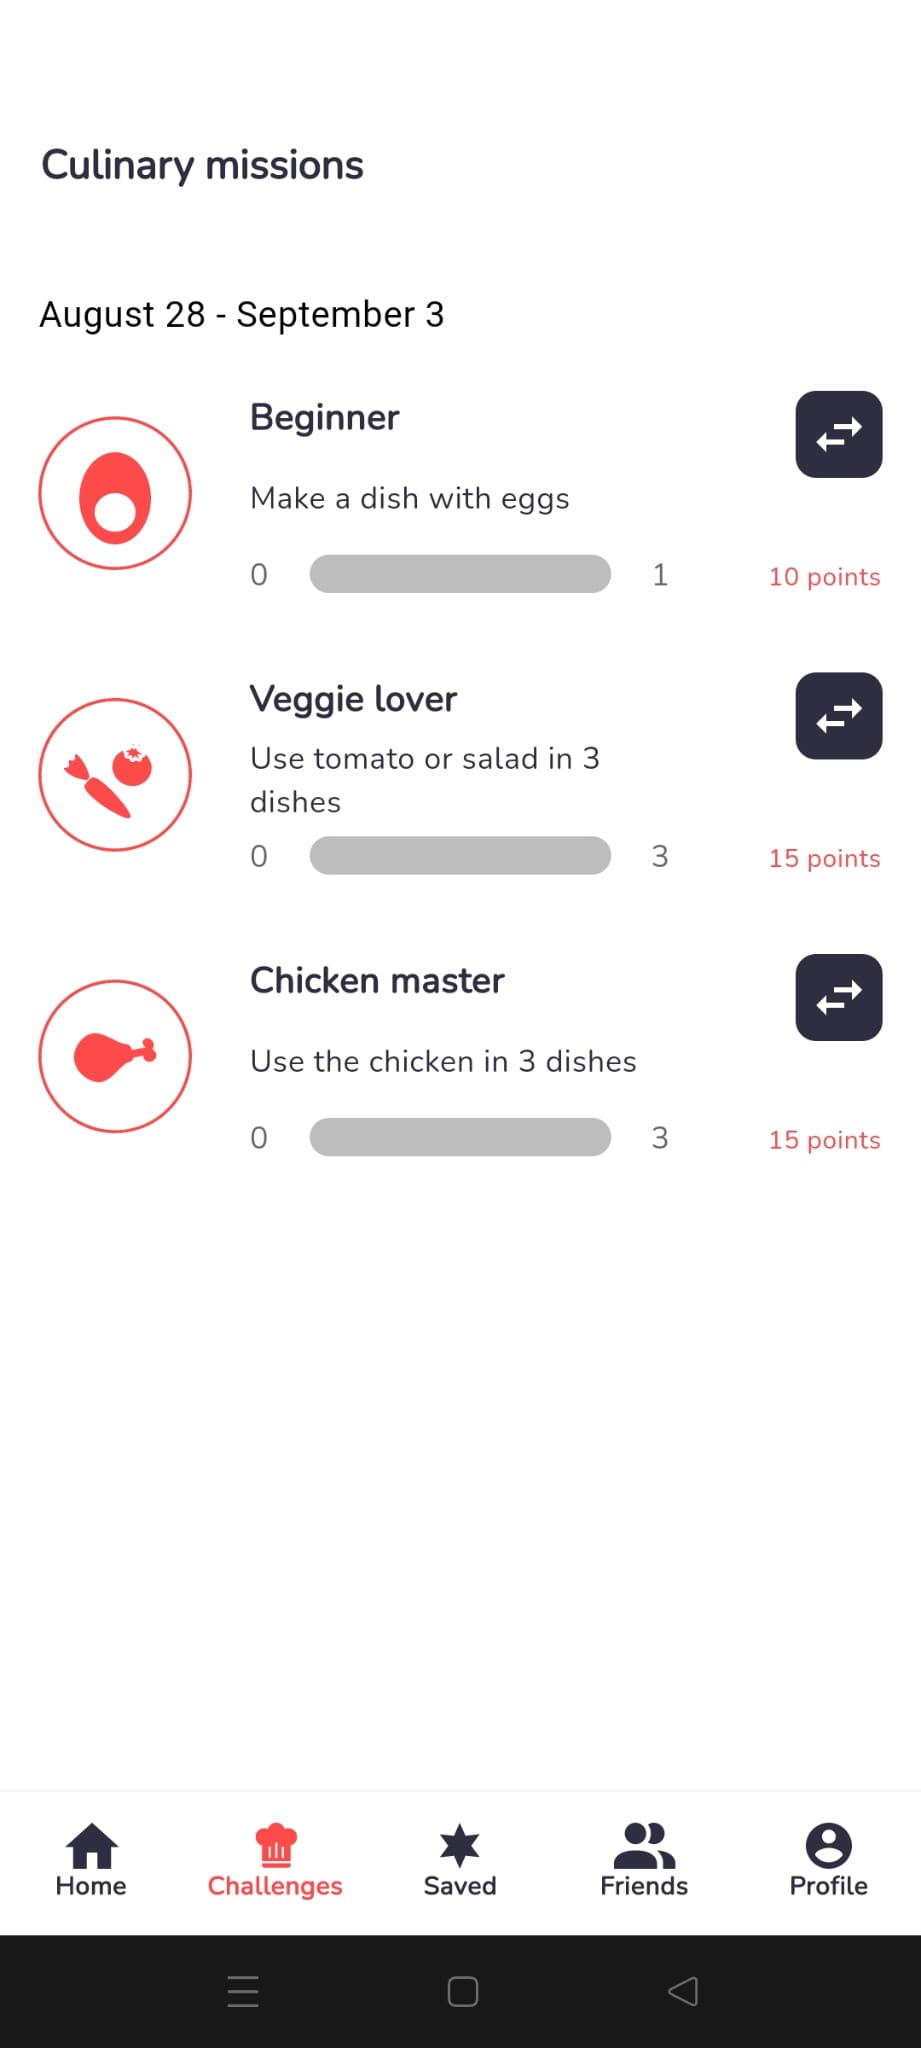 Culinary missions
August 28 - September 3
Beginner
Make a dish with eggs
0 1 10 points
Veggie lover
Use tomato or salad in 3
dishes
0 3 15 points
Chicken master
Use the chicken in 3 dishes
0 3 15 points
Home Challenges Saved Friends Profile